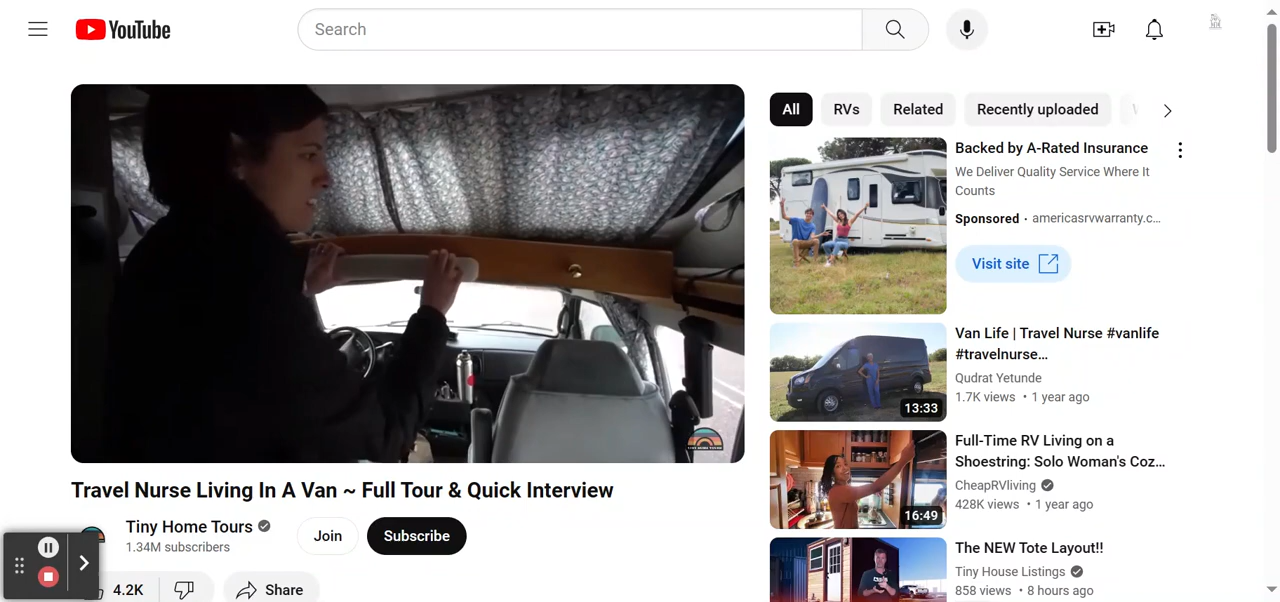 YouTube
Search
All
RVs
Related
Recently uploaded
Backed by A-Rated Insurance
We Deliver Quality Service Where It
Counts
Sponsored · americasrvwarranty.c...
Visit site
Van Life | Travel Nurse #vanlife
#travelnurse...
Qudrat Yetunde
1.7K views • 1 year ago
13:33
Full-Time RV Living on a
Shoestring: Solo Woman's Coz...
CheapRVliving
428K views • 1 year ago
16:49
The NEW Tote Layout!!
Tiny House Listings
858 views • 8 hours ago
Travel Nurse Living In A Van ~ Full Tour & Quick Interview
Tiny Home Tours
1.34M subscribers
Join
Subscribe
4.2K
Share